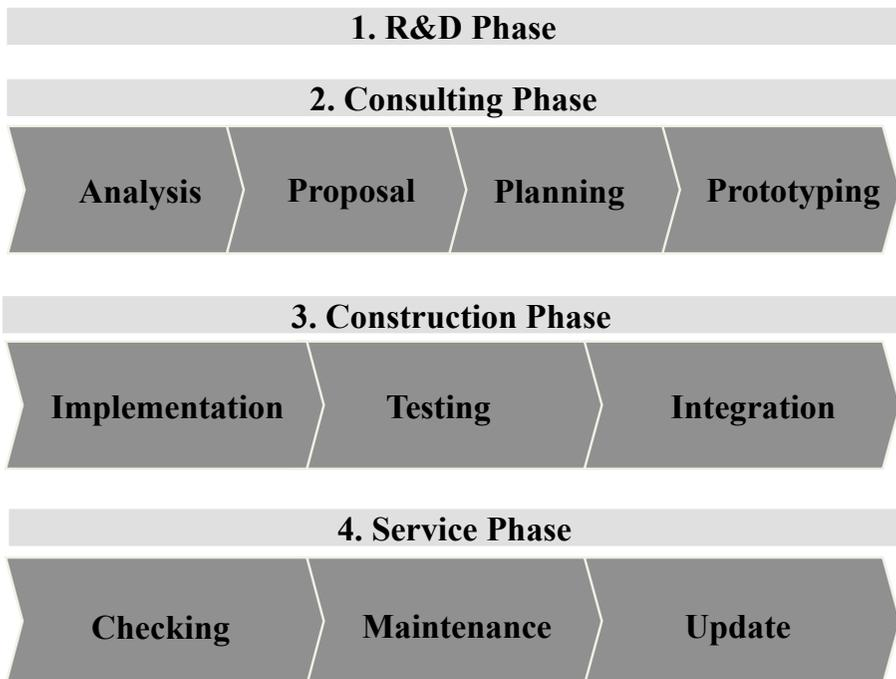 1. R&D Phase
2. Consulting Phase
Analysis Proposal Planning Prototyping
3. Construction Phase
Implementation Testing Integration
4. Service Phase
Checking Maintenance Update